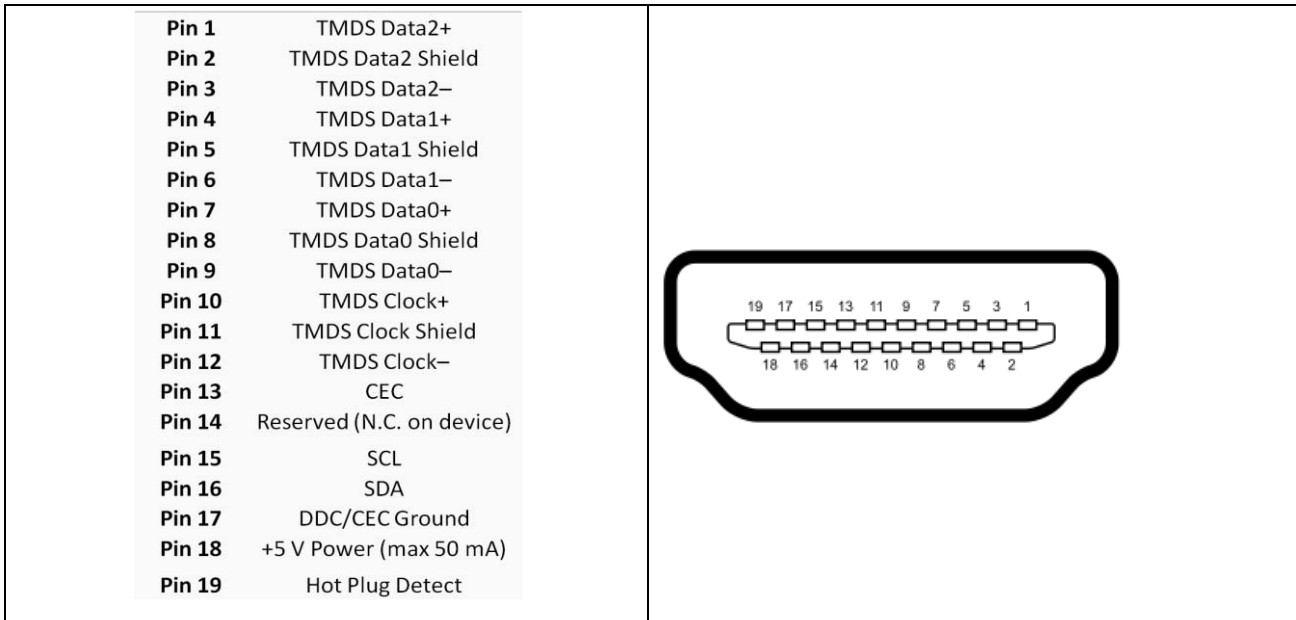 Pin 1 TMDS Data2+
Pin 2 TMDS Data2 Shield
Pin 3 TMDS Data2–
Pin 4 TMDS Data1+
Pin 5 TMDS Data1 Shield
Pin 6 TMDS Data1–
Pin 7 TMDS Data0+
Pin 8 TMDS Data0 Shield
Pin 9 TMDS Data0–
Pin 10 TMDS Clock+
Pin 11 TMDS Clock Shield
Pin 12 TMDS Clock–
Pin 13 CEC
Pin 14 Reserved (N.C. on device)
Pin 15 SCL
Pin 16 SDA
Pin 17 DDC/CEC Ground
Pin 18 +5 V Power (max 50 mA)
Pin 19 Hot Plug Detect
19 17 15 13 11 9 7 5 3 1
18 16 14 12 10 8 6 4 2